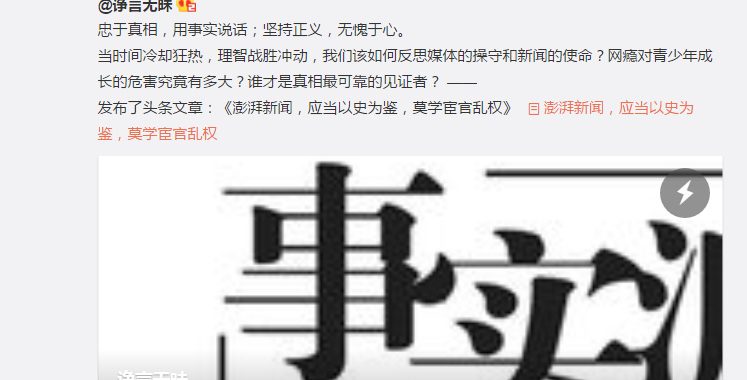 @诤言无昧
忠于真相，用事实说话；坚持正义，无愧于心。
当时间冷却狂热，理智战胜冲动，我们该如何反思媒体的操守和新闻的使命？网瘾对青少年成
长的危害究竟有多大？谁才是真相最可靠的见证者？ ——
发布了头条文章：《澎湃新闻，应当以史为鉴，莫学宦官乱权》 澎湃新闻，应当以史为
鉴，莫学宦官乱权
事实
诤言无昧